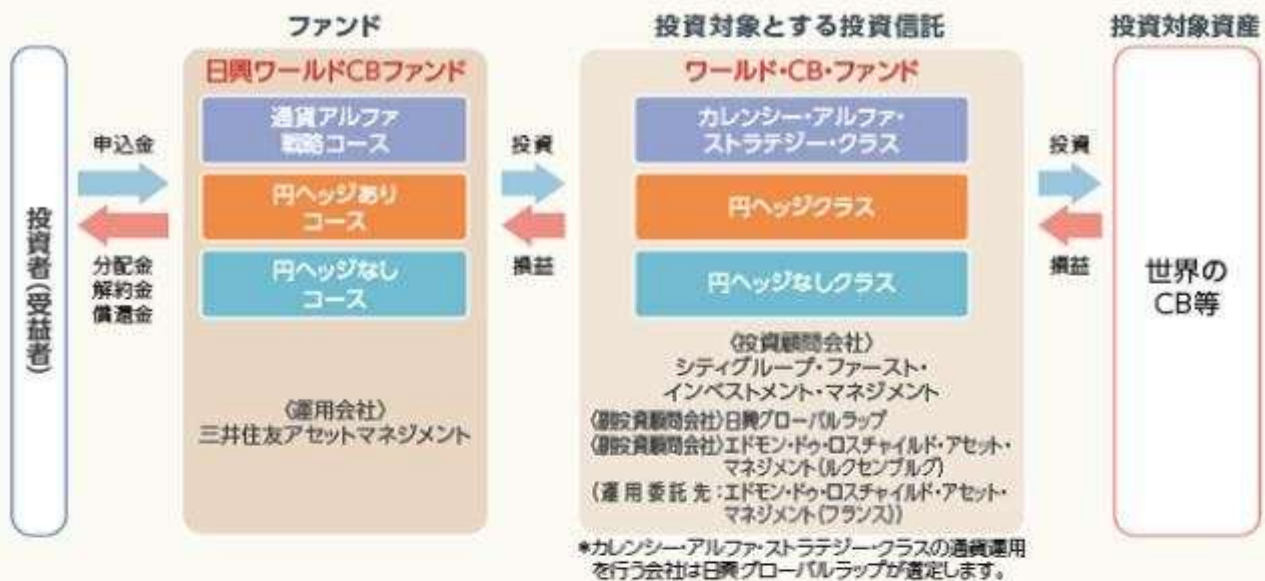 ファンド
投資対象とする投資信託
投資対象資産
投資者(受益者)
申込金
分配金
解約金
償還金
日興ワールドCBファンド
通貨アルファ
戦略コース
円ヘッジあり
コース
円ヘッジなし
コース
〈運用会社〉
三井住友アセットマネジメント
投資
損益
ワールド・CB・ファンド
カレンシー・アルファ・
ストラテジー・クラス
円ヘッジクラス
円ヘッジなしクラス
〈投資顧問会社〉
シティグループ・ファースト・
インベストメント・マネジメント
〈副投資顧問会社〉日興グローバルラップ
〈副投資顧問会社〉エドモン・ドゥ・ロスチャイルド・アセット・
マネジメント(ルクセンブルグ)
(運用委託先:エドモン・ドゥ・ロスチャイルド・アセット・
マネジメント(フランス))
*カレンシー・アルファ・ストラテジー・クラスの通貨運用
を行う会社は日興グローバルラップが選定します。
投資
損益
世界の
CB等